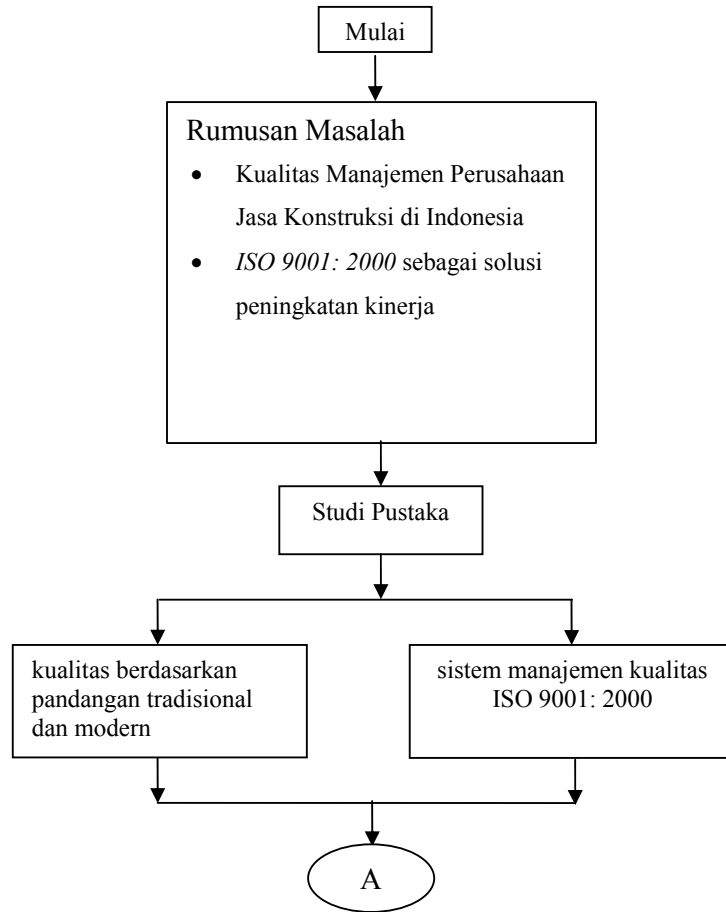 Mulai
Rumusan Masalah
• Kualitas Manajemen Perusahaan
Jasa Konstruksi di Indonesia
• ISO 9001: 2000 sebagai solusi
peningkatan kinerja
Studi Pustaka
kualitas berdasarkan
pandangan tradisional
dan modern
sistem manajemen kualitas
ISO 9001: 2000
A